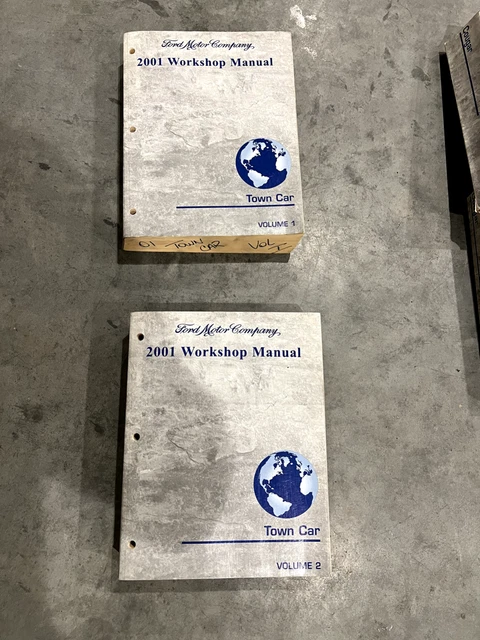 Ford Motor Company,
2001 Workshop Manual
Town Car
VOLUME 1
01 TOWN CAR VOL I
Ford Motor Company,
2001 Workshop Manual
Town Car
VOLUME 2
Cougar